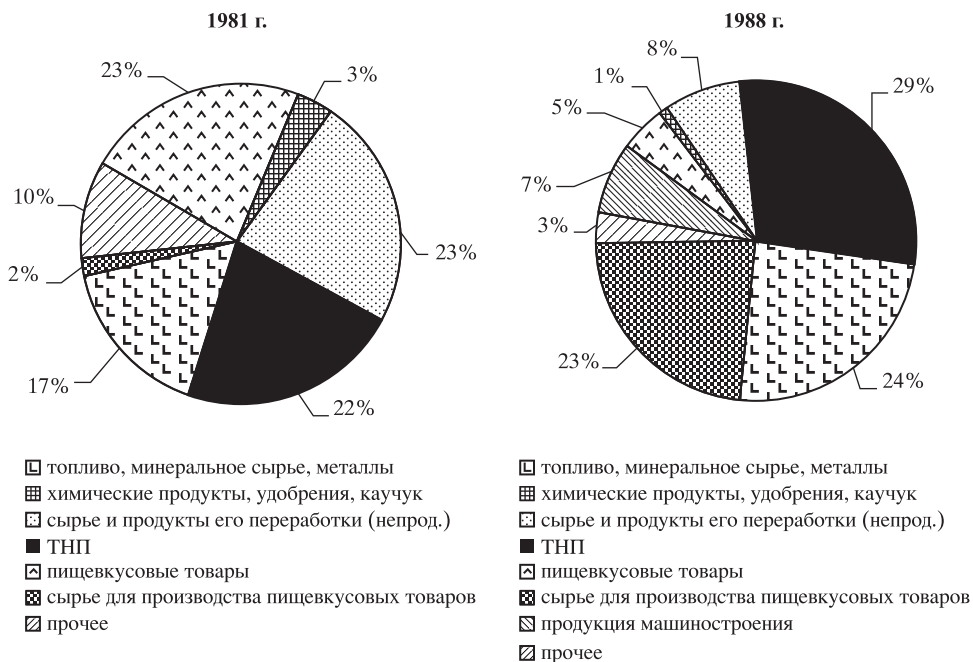 1981 г.
23%
3%
10%
23%
2%
17%
22%
топливо, минеральное сырье, металлы
химические продукты, удобрения, каучук
сырье и продукты его переработки (непрод.)
ТНП
пищевкусовые товары
сырье для производства пищевкусовых товаров
прочее
1988 г.
8%
1%
29%
5%
7%
3%
23%
24%
топливо, минеральное сырье, металлы
химические продукты, удобрения, каучук
сырье и продукты его переработки (непрод.)
ТНП
пищевкусовые товары
сырье для производства пищевкусовых товаров
продукция машиностроения
прочее